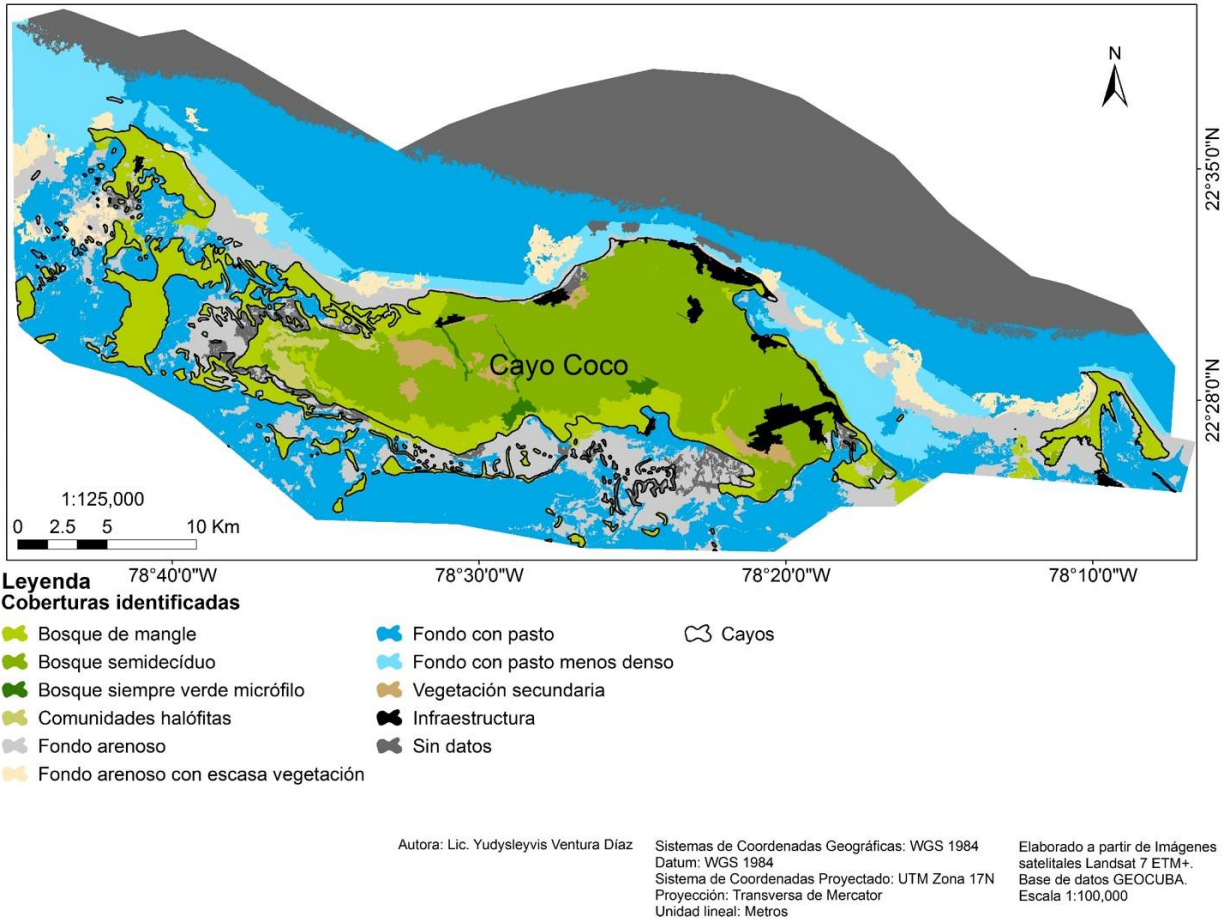 N
22°35'0"N
22°28'0"N
Cayo Coco
1:125,000
0 2.5 5 10 Km
78°40'0"W 78°30'0"W 78°20'0"W 78°10'0"W
Leyenda
Coberturas identificadas
Bosque de mangle
Bosque semidecíduo
Bosque siempre verde micrófilo
Comunidades halófitas
Fondo arenoso
Fondo arenoso con escasa vegetación
Fondo con pasto
Fondo con pasto menos denso
Vegetación secundaria
Infraestructura
Sin datos
Cayos
Autora: Lic. Yudysleyvis Ventura Díaz
Sistemas de Coordenadas Geográficas: WGS 1984
Datum: WGS 1984
Sistema de Coordenadas Proyectado: UTM Zona 17N
Proyección: Transversa de Mercator
Unidad lineal: Metros
Elaborado a partir de Imágenes
satelitales Landsat 7 ETM+.
Base de datos GEOCUBA.
Escala 1:100,000